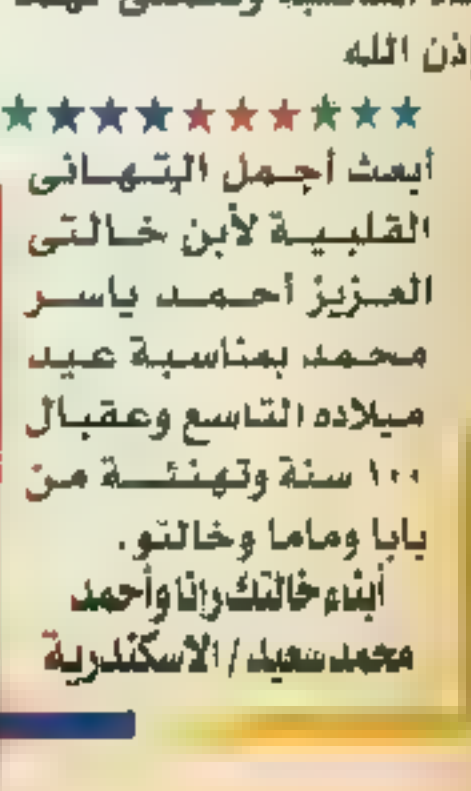 اذن الله
أبعث أجمل التهانى
القلبية لأبن خالتى
العزيز أحمد ياسر
محمد بمناسبة عيد
ميلاده التاسع وعقبال
١٠٠ سنة وتهنئة من
بابا وماما وخالتو.
أبناء خالتك رانا وأحمد
محمد سعيد / الاسكندرية